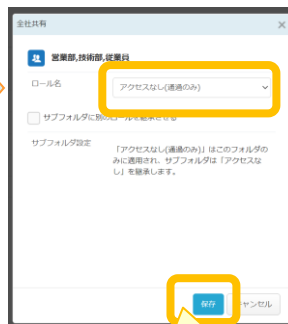 全社共有
営業部,技術部,従業員
ロール名
アクセスなし(通過のみ)
サブフォルダに別のロールを継承させる
サブフォルダ設定
「アクセスなし(通過のみ)」はこのフォルダの
みに適用され、サブフォルダは「アクセスな
し」を継承します。
保存
キャンセル